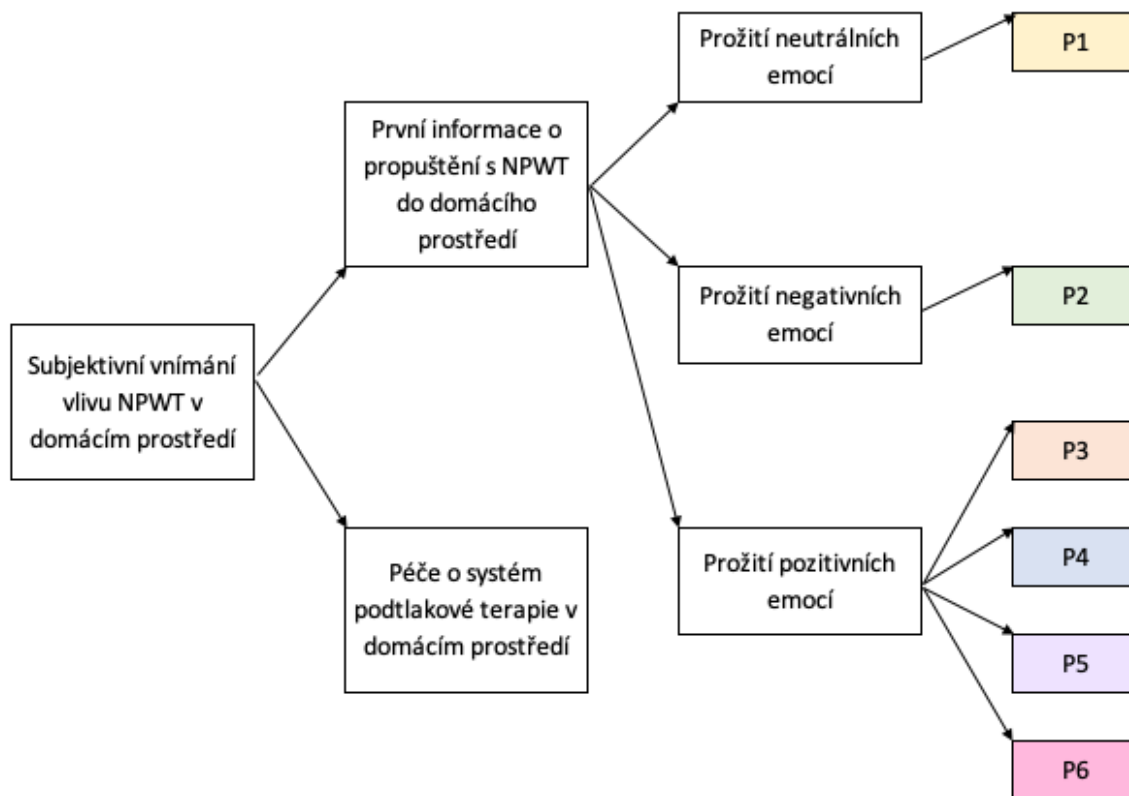 Subjektivní vnímání
vlivu NPWT v
domácím prostředí
První informace o
propuštění s NPWT
do domácího
prostředí
Péče o systém
podtlakové terapie v
domácím prostředí
Prožití neutrálních
emocí
Prožití negativních
emocí
Prožití pozitivních
emocí
P1
P2
P3
P4
P5
P6